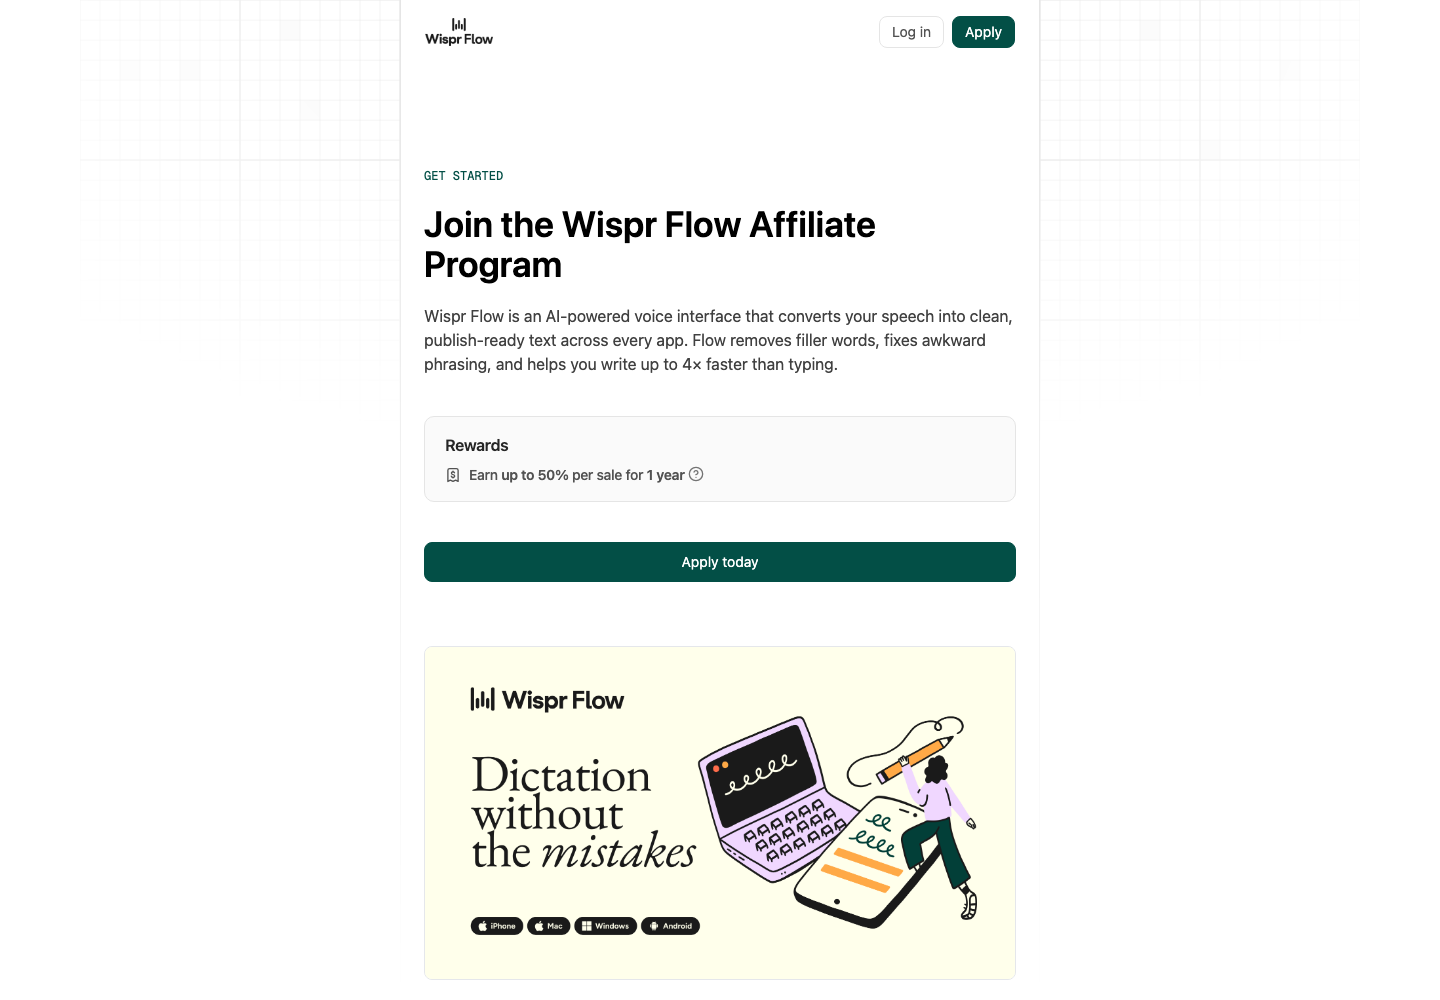 Wispr Flow
Log in
Apply
GET STARTED
Join the Wispr Flow Affiliate
Program
Wispr Flow is an AI-powered voice interface that converts your speech into clean,
publish-ready text across every app. Flow removes filler words, fixes awkward
phrasing, and helps you write up to 4× faster than typing.
Rewards
Earn up to 50% per sale for 1 year
Apply today
Wispr Flow
Dictation
without
the mistakes
iPhone
Mac
Windows
Android